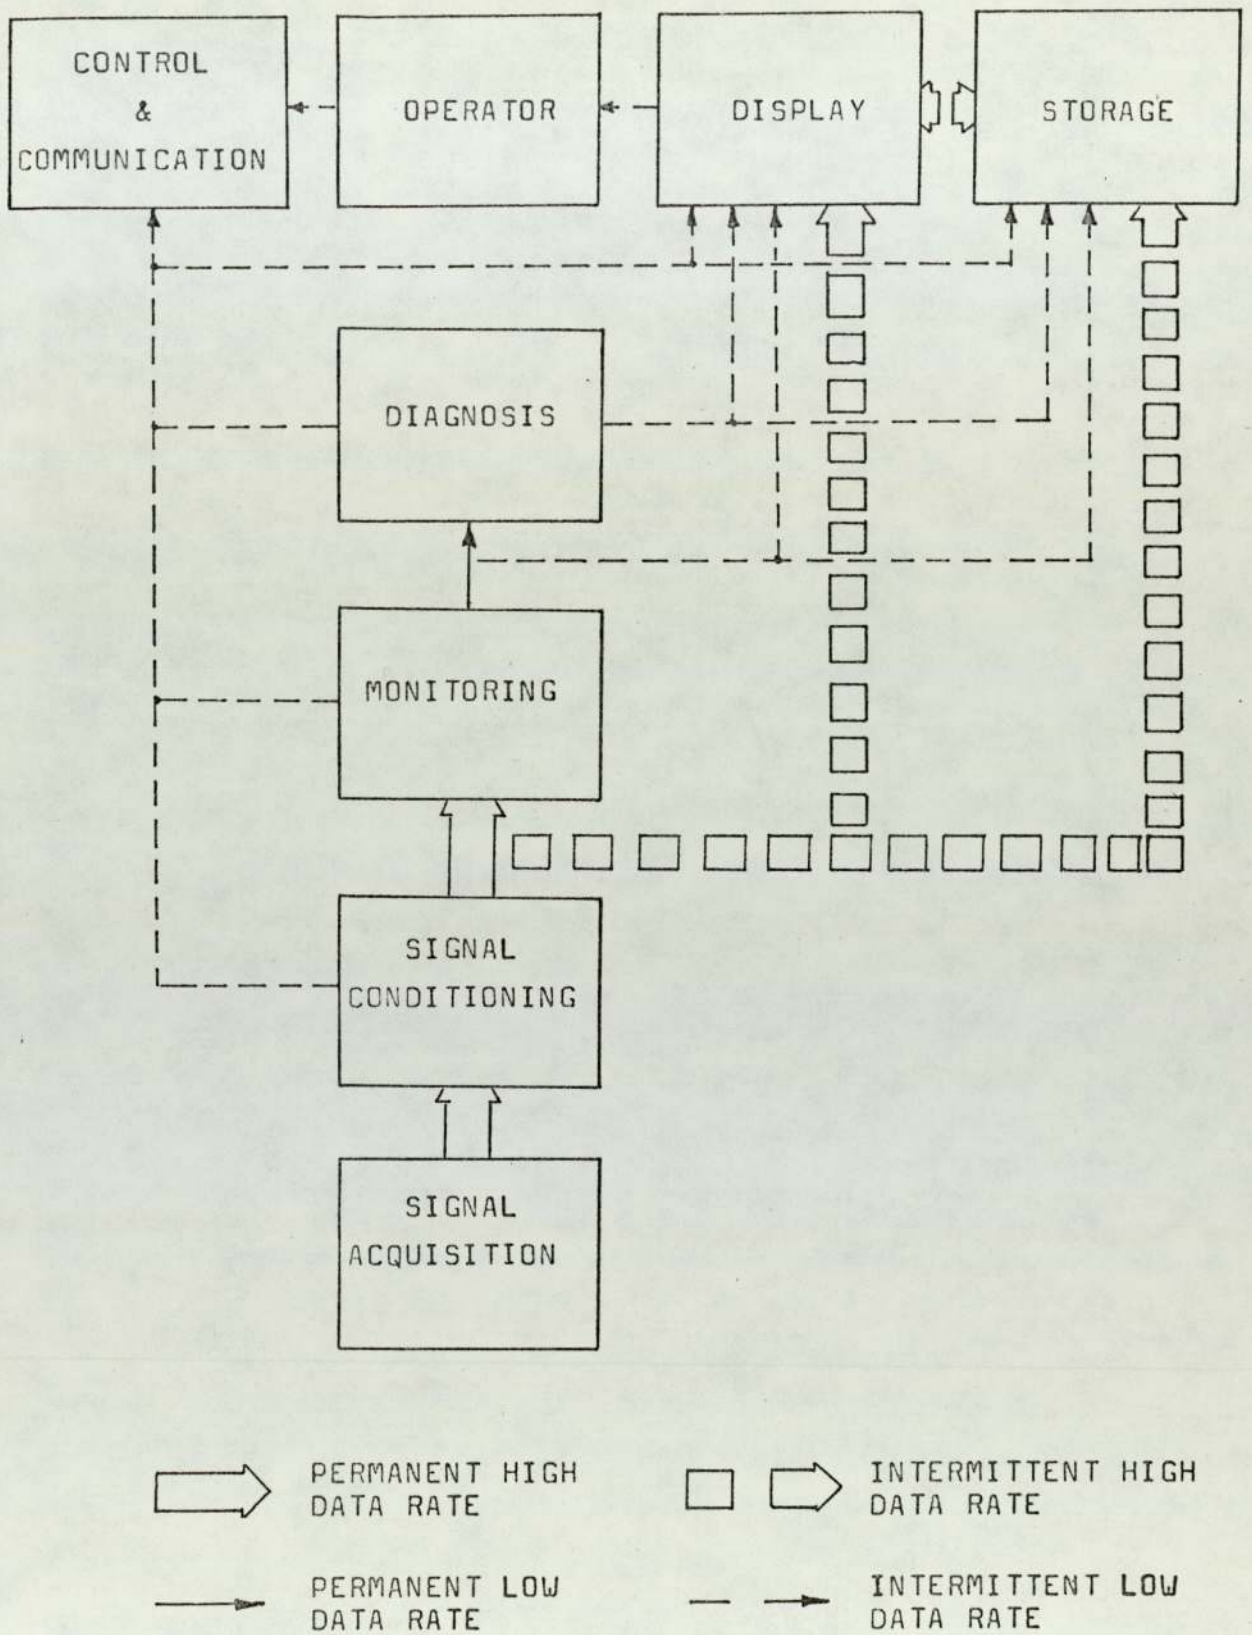 CONTROL
&
COMMUNICATION
OPERATOR
DISPLAY
STORAGE
DIAGNOSIS
MONITORING
SIGNAL
CONDITIONING
SIGNAL
ACQUISITION
PERMANENT HIGH
DATA RATE
INTERMITTENT HIGH
DATA RATE
PERMANENT LOW
DATA RATE
INTERMITTENT LOW
DATA RATE